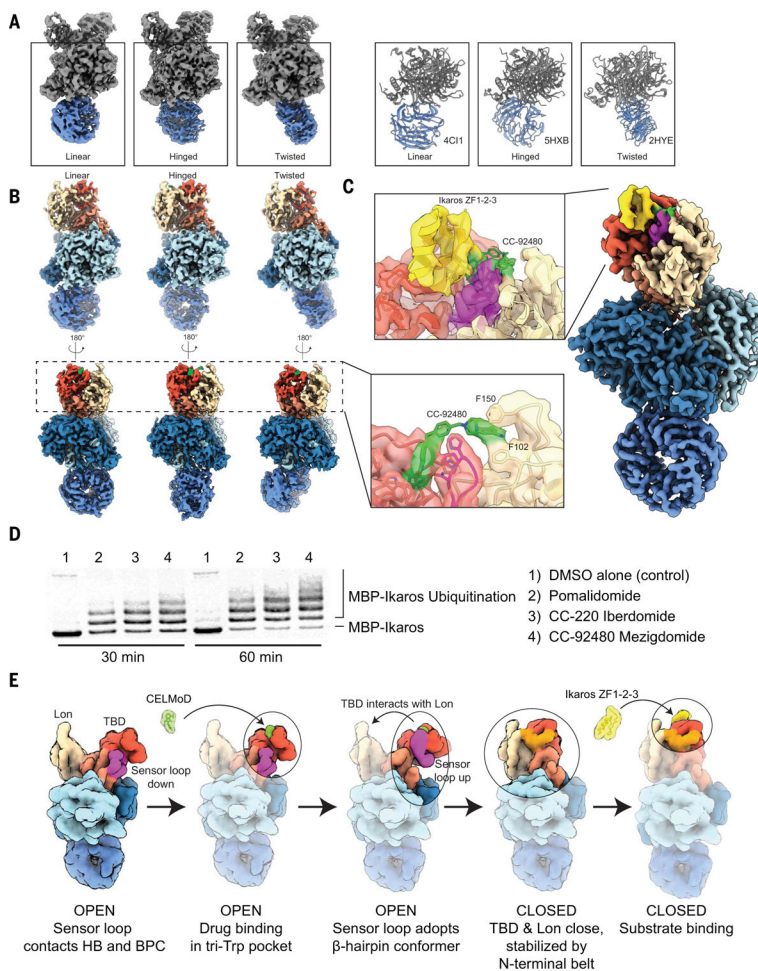 A
Linear
Hinged
Twisted
4CI1
Linear
5HXB
Hinged
2HYE
Twisted
B
Linear
Hinged
Twisted
180°
180°
180°
C
Ikaros ZF1-2-3
CC-92480
F150
CC-92480
F102
D
1 2 3 4 1 2 3 4
MBP-Ikaros Ubiquitination
MBP-Ikaros
30 min
60 min
1) DMSO alone (control)
2) Pomalidomide
3) CC-220 Iberdomide
4) CC-92480 Mezigdomide
E
Lon
TBD
Sensor loop
down
CELMoD
TBD interacts with Lon
Sensor
loop up
Ikaros ZF1-2-3
OPEN
Sensor loop
contacts HB and BPC
OPEN
Drug binding
in tri-Trp pocket
OPEN
Sensor loop adopts
β-hairpin conformer
CLOSED
TBD & Lon close,
stabilized by
N-terminal belt
CLOSED
Substrate binding